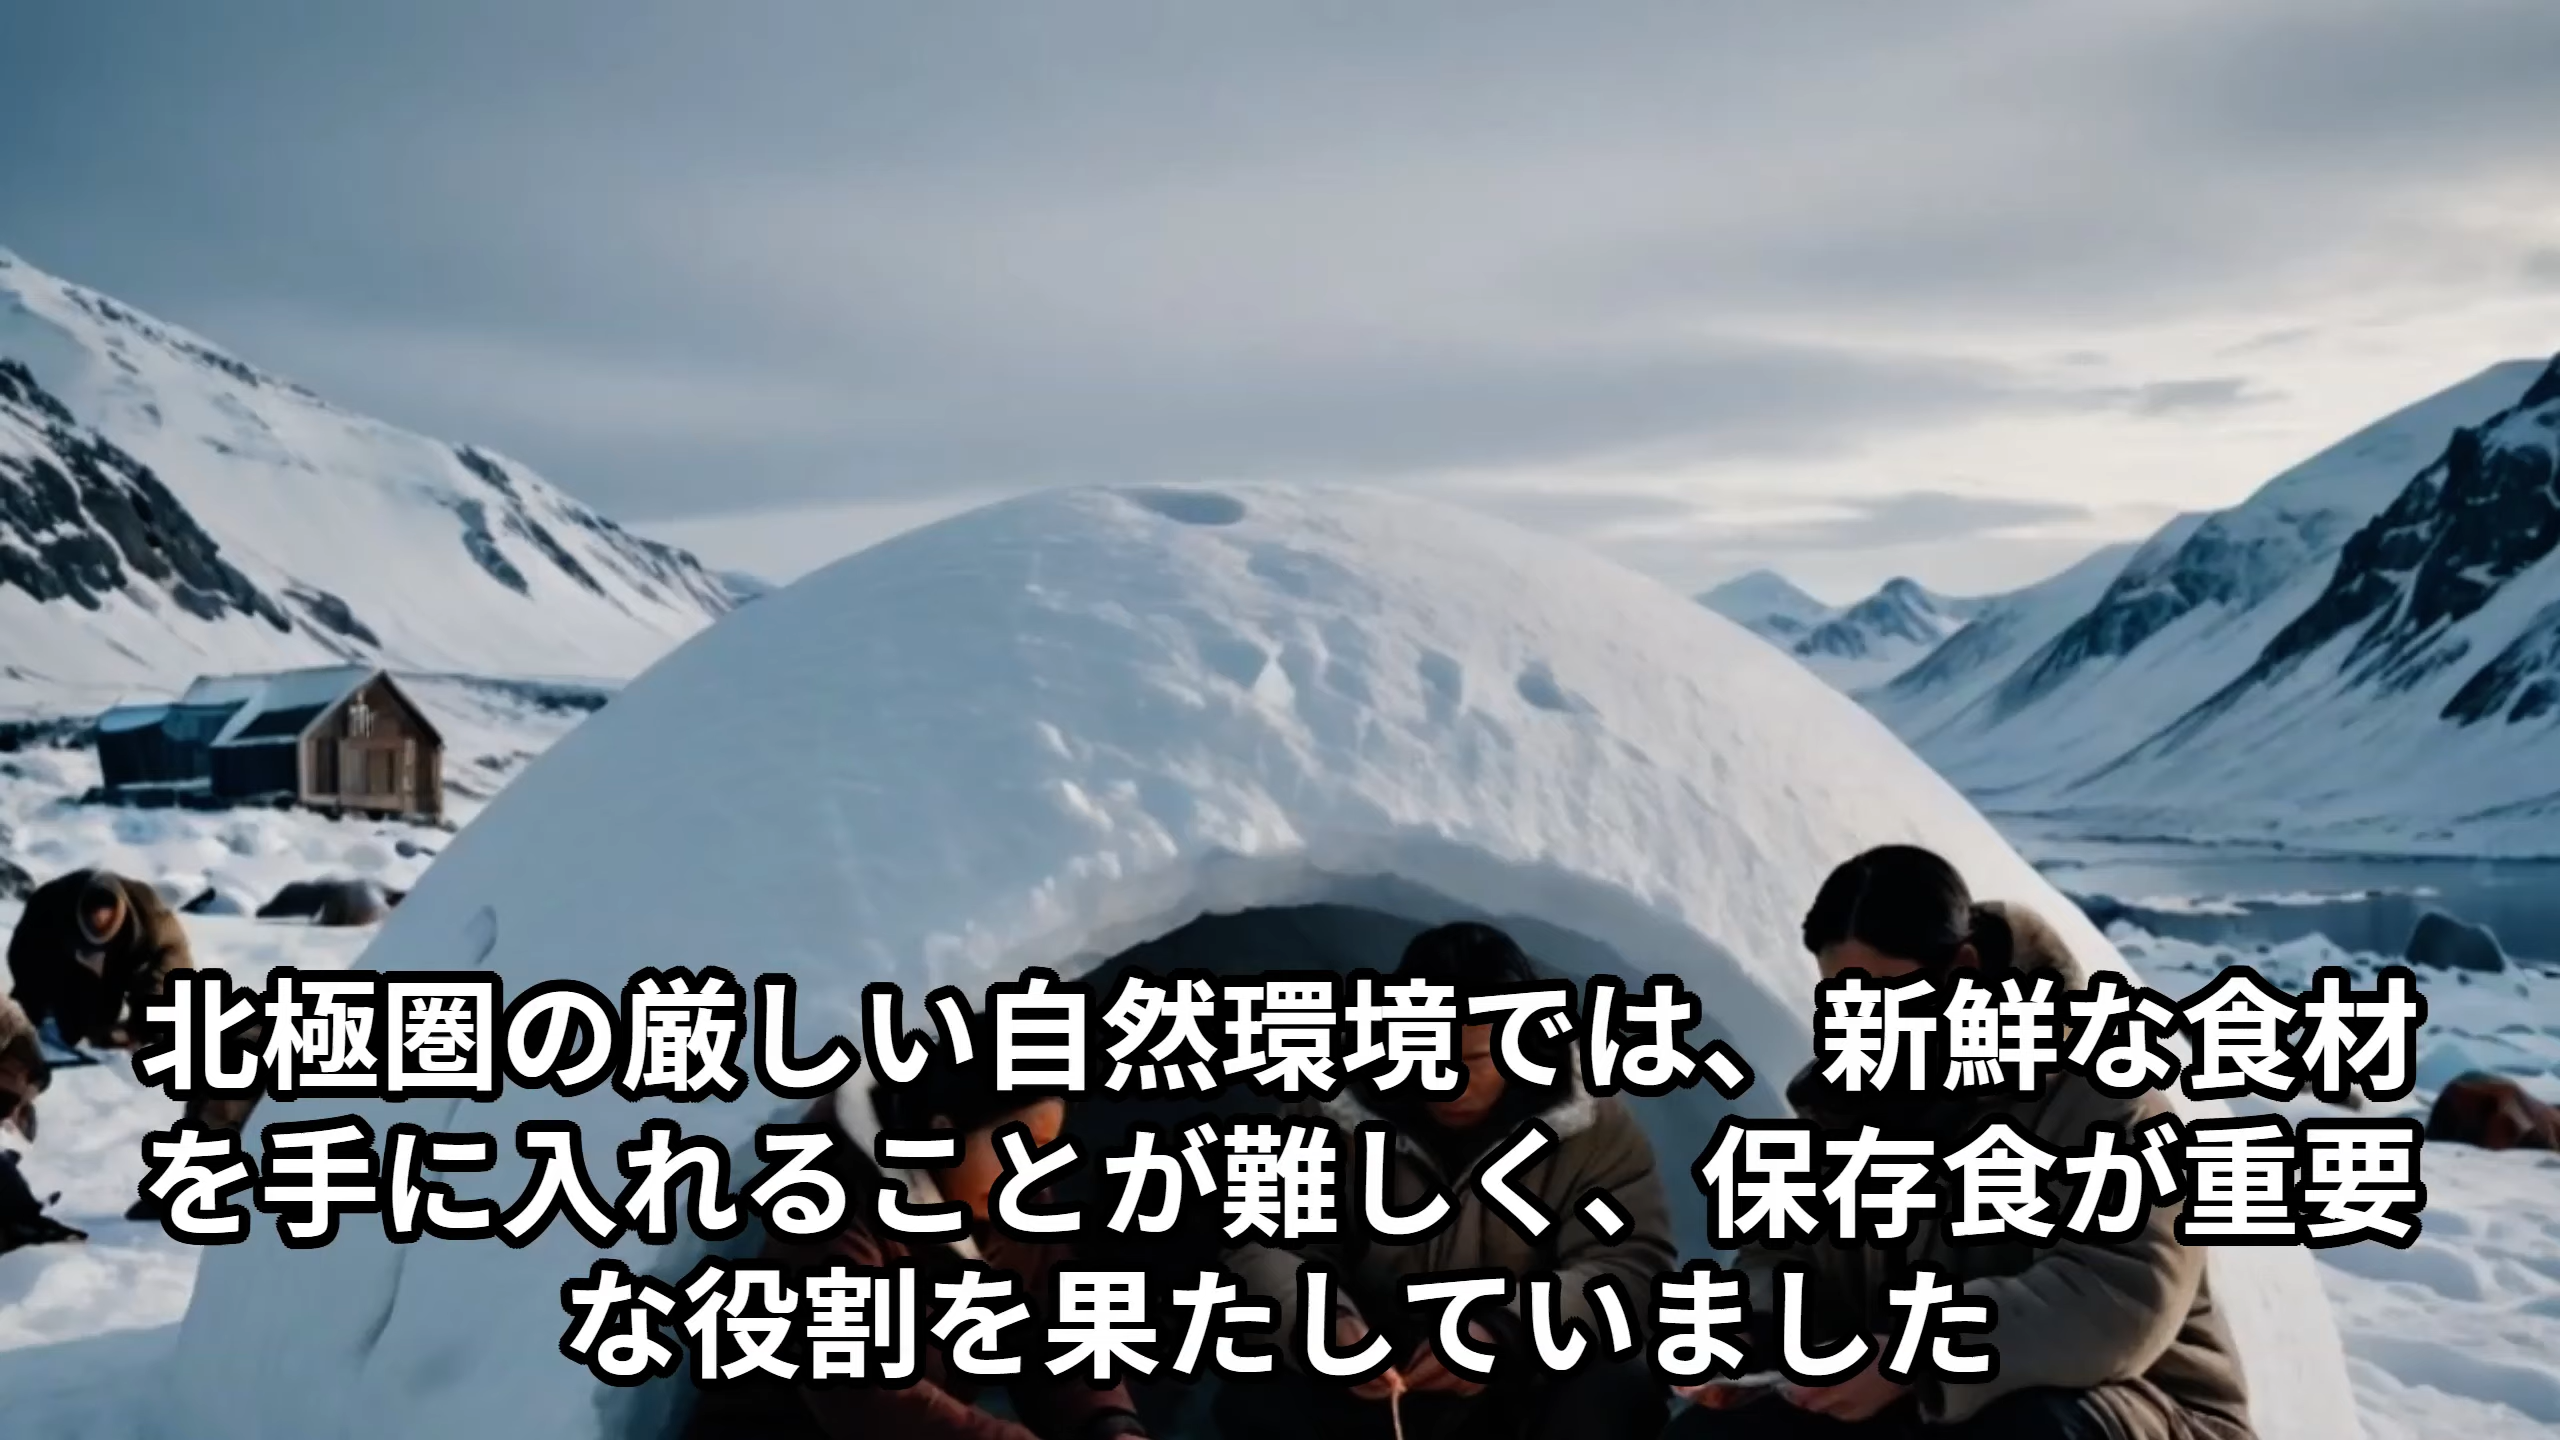 北極圏の厳しい自然環境では、新鮮な食材
を手に入れることが難しく、保存食が重要
な役割を果たしていました